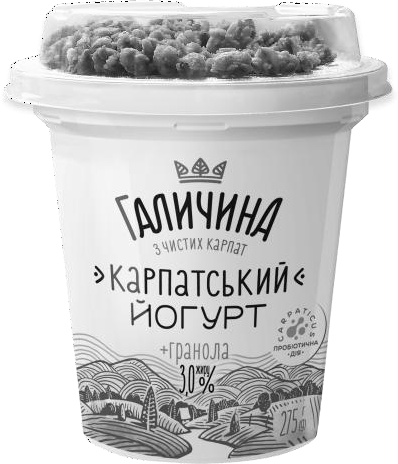 ГАЛИЧИНА
З ЧИСТИХ КАРПАТ
КАРПАТСЬКИЙ
ЙОГУРТ
+ГРАНОЛА
3,0% жиру
CARPATICUS
ПРОБІОТИЧНА
ДІЯ
275 г